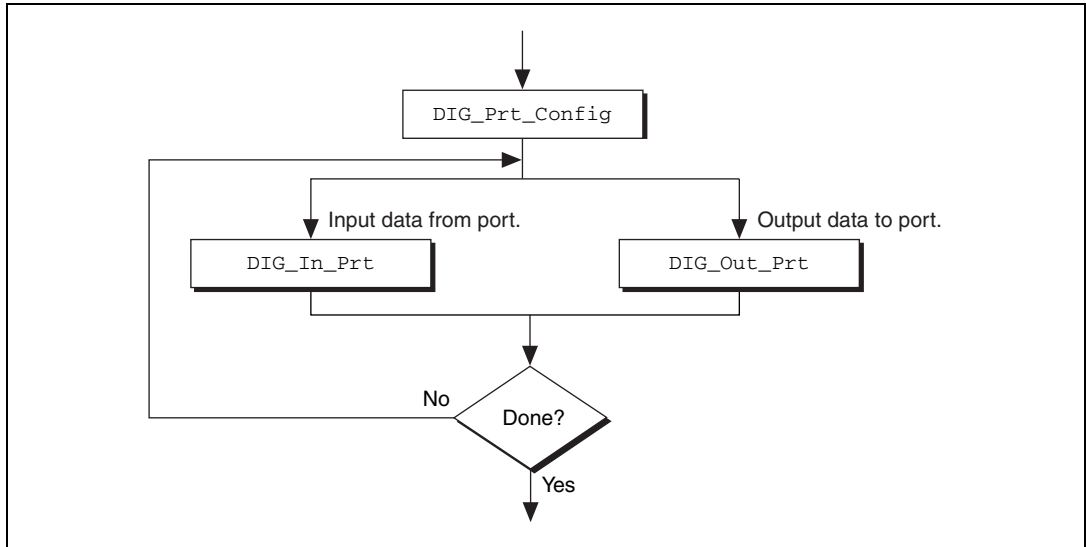 DIG_Prt_Config
Input data from port.
Output data to port.
DIG_In_Prt
DIG_Out_Prt
No
Done?
Yes